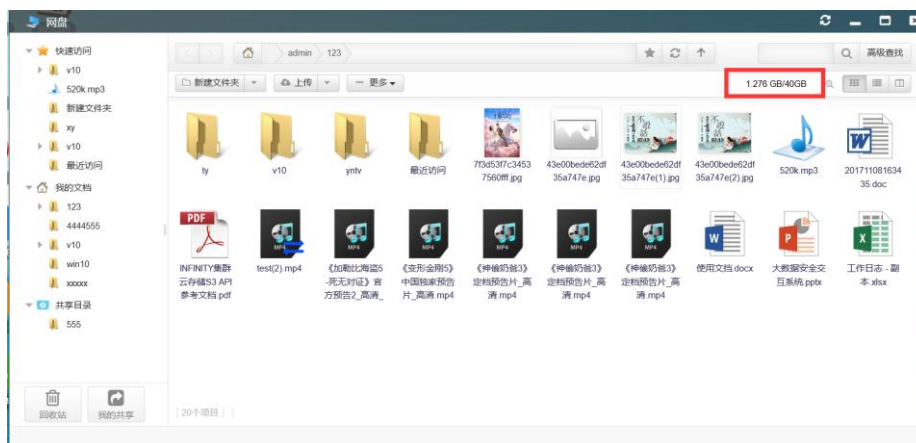 网盘
快速访问
v10
520k.mp3
新建文件夹
xy
v10
最近访问
我的文档
123
4444555
v10
win10
xxxxx
共享目录
555
回收站
我的共享
admin 123
高级查找
新建文件夹 上传 更多
1.276 GB/40GB
ty
v10
yntv
最近访问
7f3d53f7c3453
7560fff.jpg
43e00bede62df
35a747e.jpg
43e00bede62df
35a747e(1).jpg
43e00bede62df
35a747e(2).jpg
520k.mp3
201711081634
35.doc
PDF
INFINITY集群
云存储S3 API
参考文档.pdf
MP4
test(2).mp4
MP4
《加勒比海盗5
-死无对证》官
方预告2_高清_
MP4
《变形金刚5》
中国独家预告
片_高清.mp4
MP4
《神偷奶爸3》
定档预告片_高
清.mp4
MP4
《神偷奶爸3》
定档预告片_高
清.mp4
MP4
《神偷奶爸3》
定档预告片_高
清.mp4
使用文档.docx
大数据安全交
互系统.pptx
工作日志 - 副
本.xlsx
20个项目